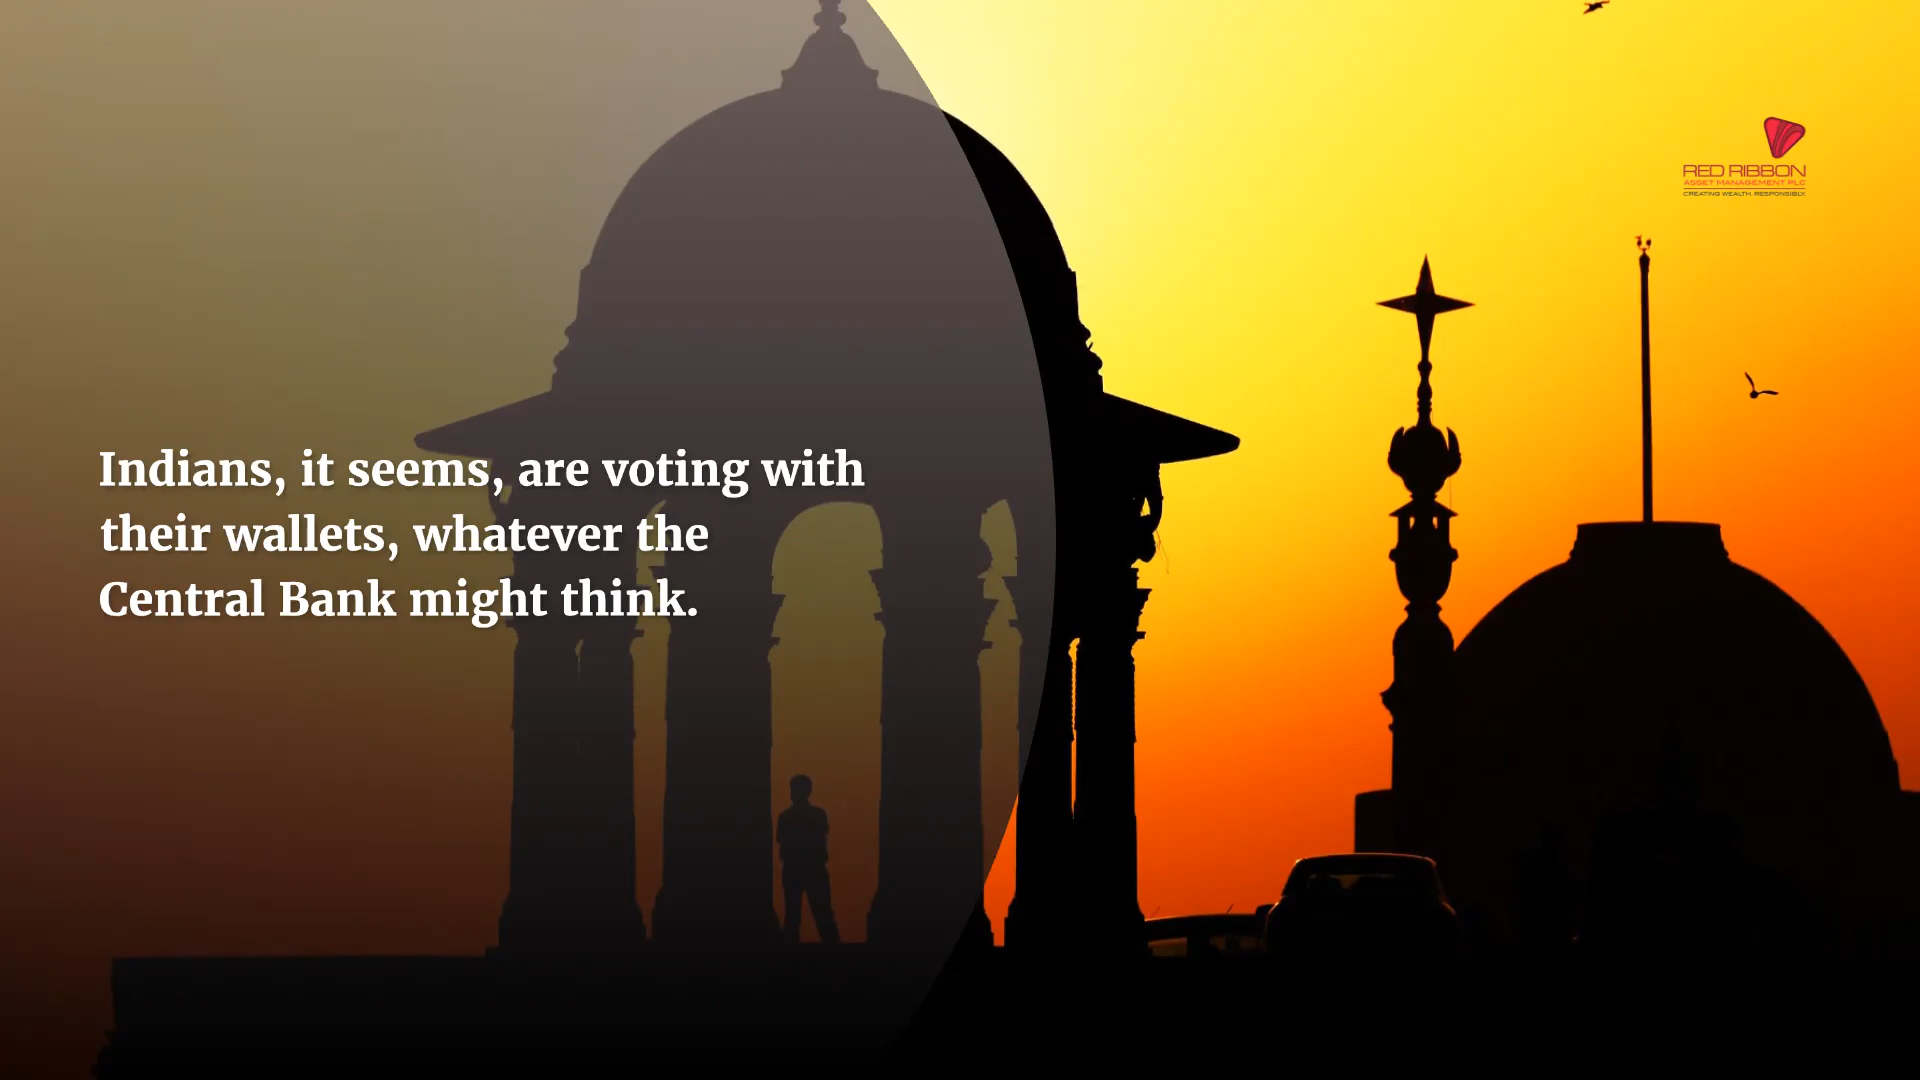 RED RIBBON
ASSET MANAGEMENT PLC
CREATING WEALTH. RESPONSIBLY.
Indians, it seems, are voting with
their wallets, whatever the
Central Bank might think.